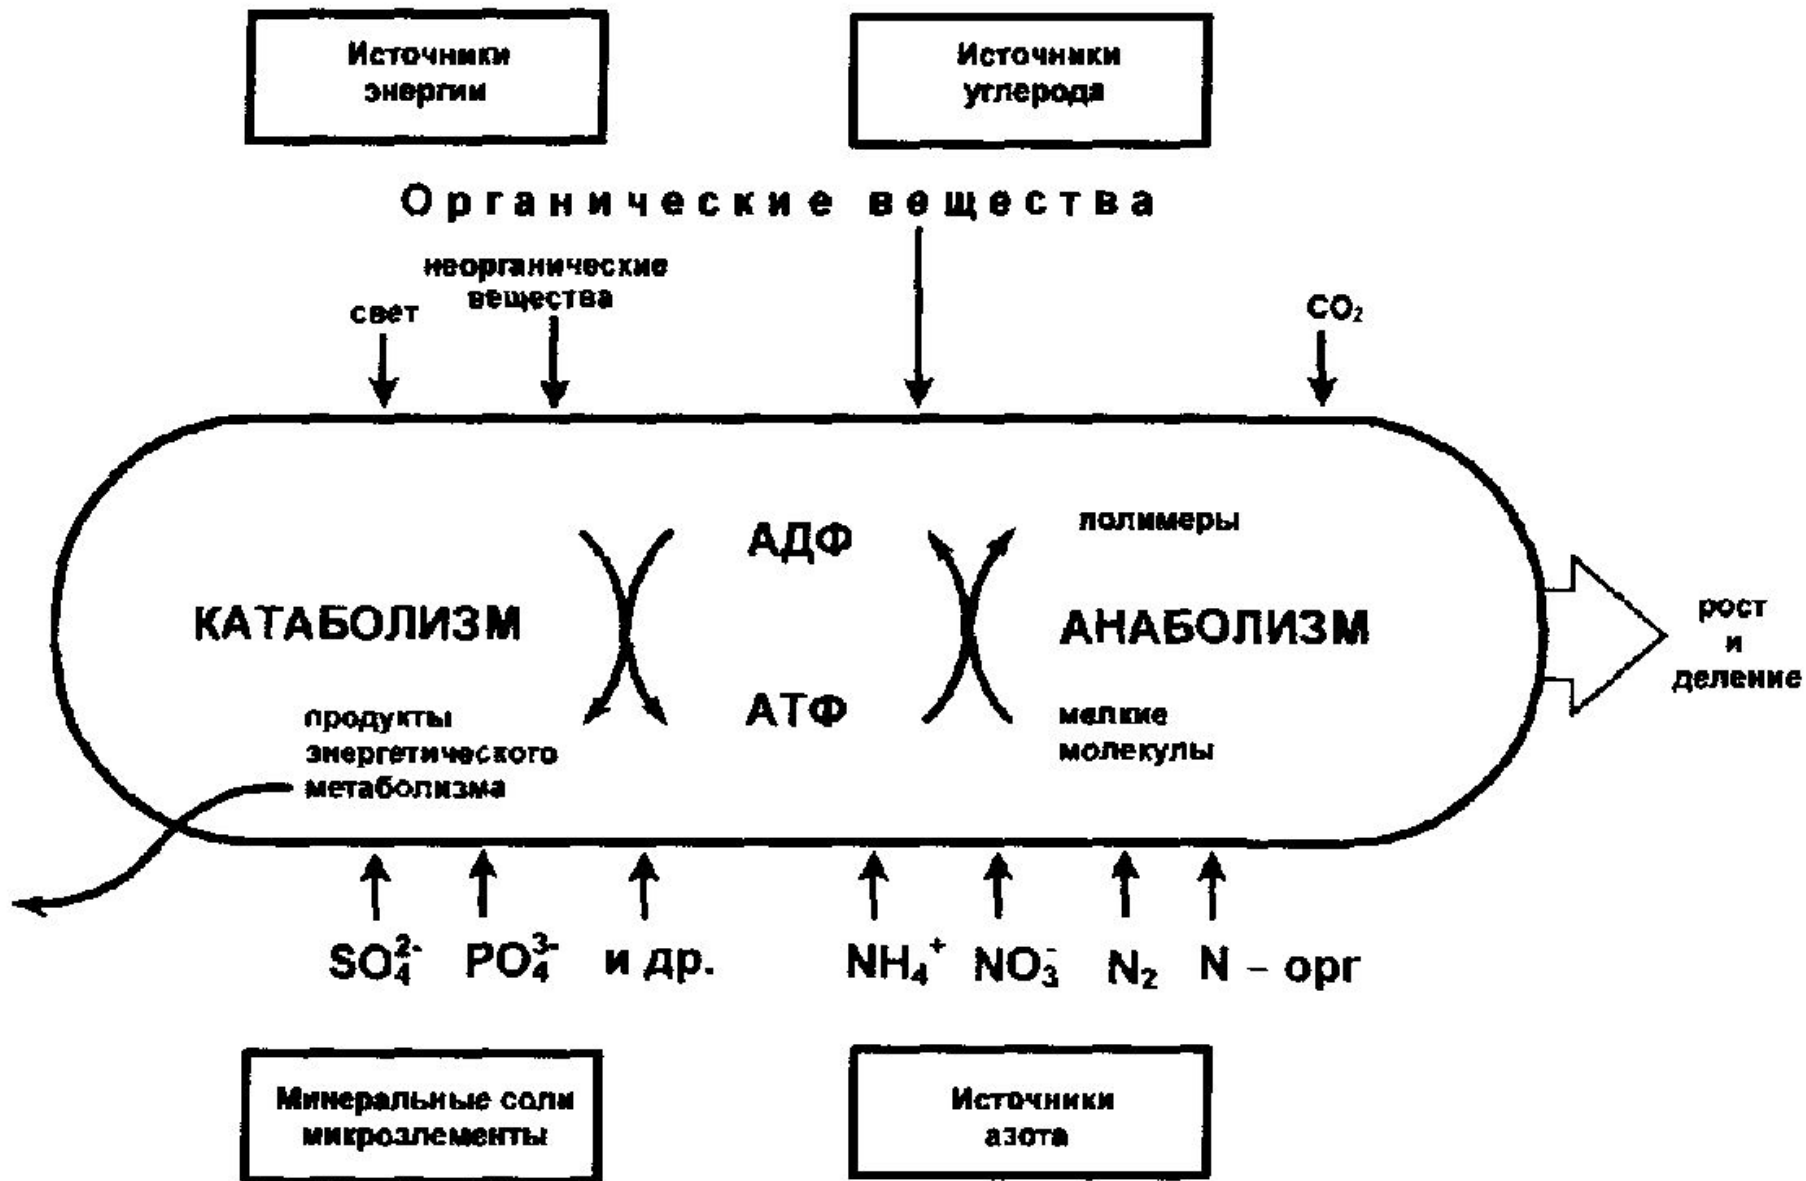 Источники
энергии
Источники
углерода
Органические вещества
неорганические
вещества
свет
CO₂
АДФ
полимеры
КАТАБОЛИЗМ
АНАБОЛИЗМ
рост
и
деление
продукты
энергетического
метаболизма
АТФ
мелкие
молекулы
SO₄²⁻ PO₄³⁻ и др. NH₄⁺ NO₃⁻ N₂ N – орг
Минеральные соли
микроэлементы
Источники
азота